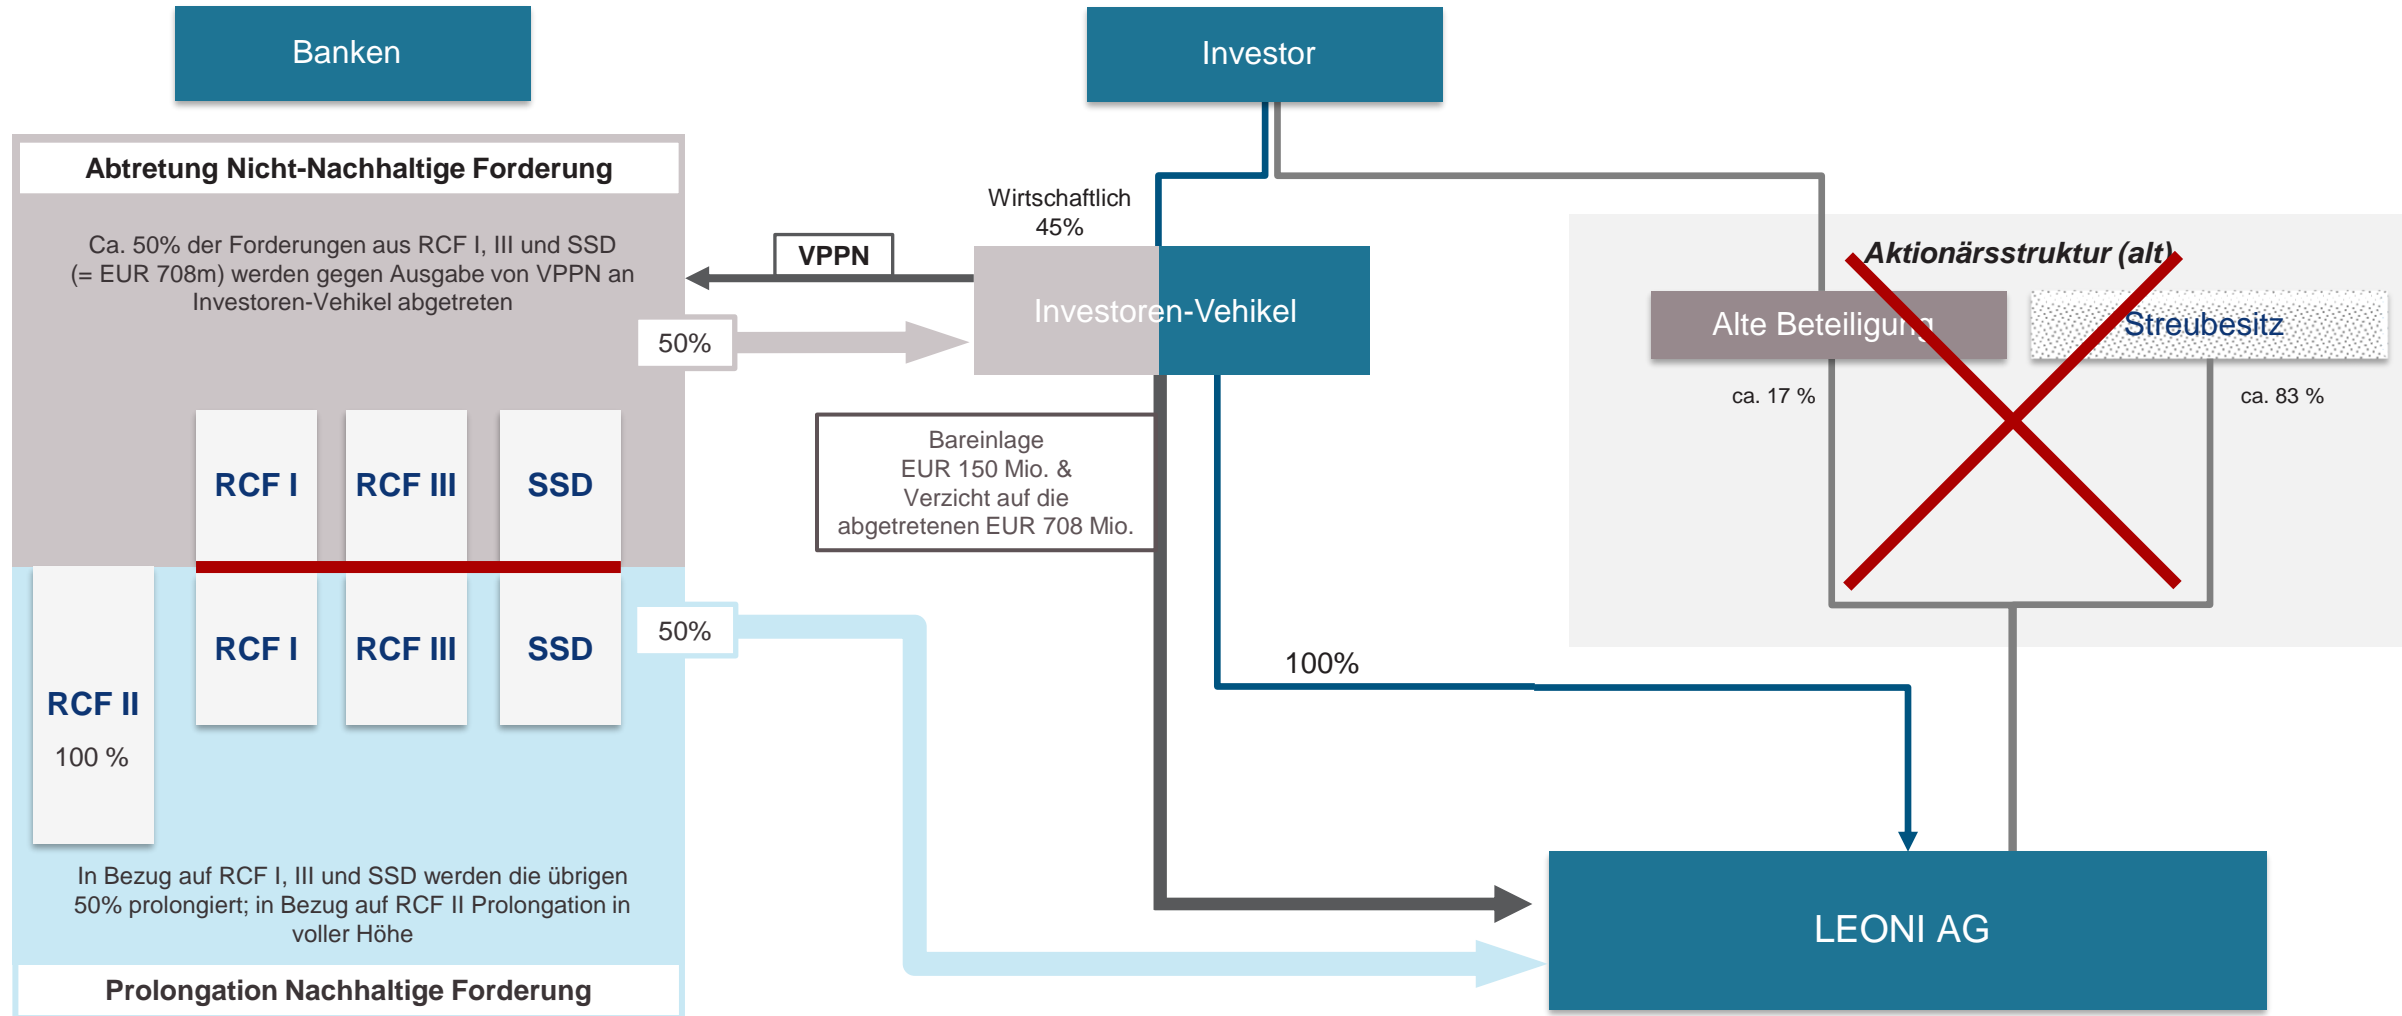 Banken
Investor
Abtretung Nicht-Nachhaltige Forderung
Ca. 50% der Forderungen aus RCF I, III und SSD
(= EUR 708m) werden gegen Ausgabe von VPPN an
Investoren-Vehikel abgetreten
50%
RCF I
RCF III
SSD
RCF I
RCF III
SSD
RCF II
100 %
50%
In Bezug auf RCF I, III und SSD werden die übrigen
50% prolongiert; in Bezug auf RCF II Prolongation in
voller Höhe
Prolongation Nachhaltige Forderung
VPPN
Wirtschaftlich
45%
Investoren-Vehikel
Bareinlage
EUR 150 Mio. &
Verzicht auf die
abgetretenen EUR 708 Mio.
100%
Aktionärsstruktur (alt)
Alte Beteiligung
Streubesitz
ca. 17 %
ca. 83 %
LEONI AG